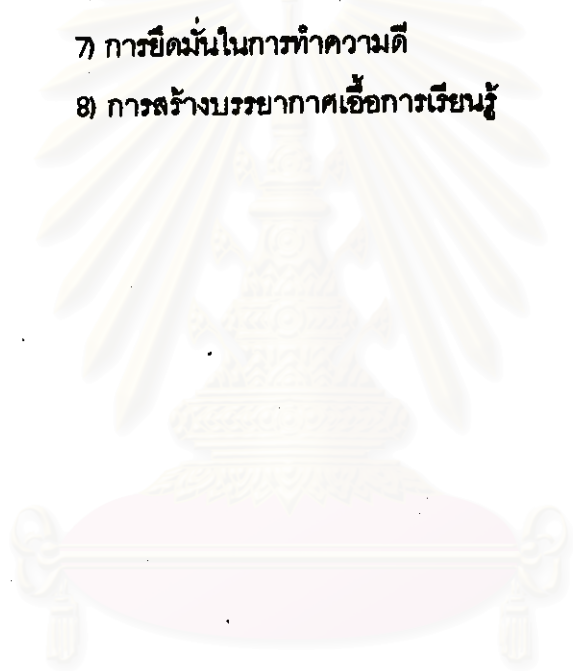 7) การยึดมั่นในการทำความดี
8) การสร้างบรรยากาศเอื้อการเรียนรู้